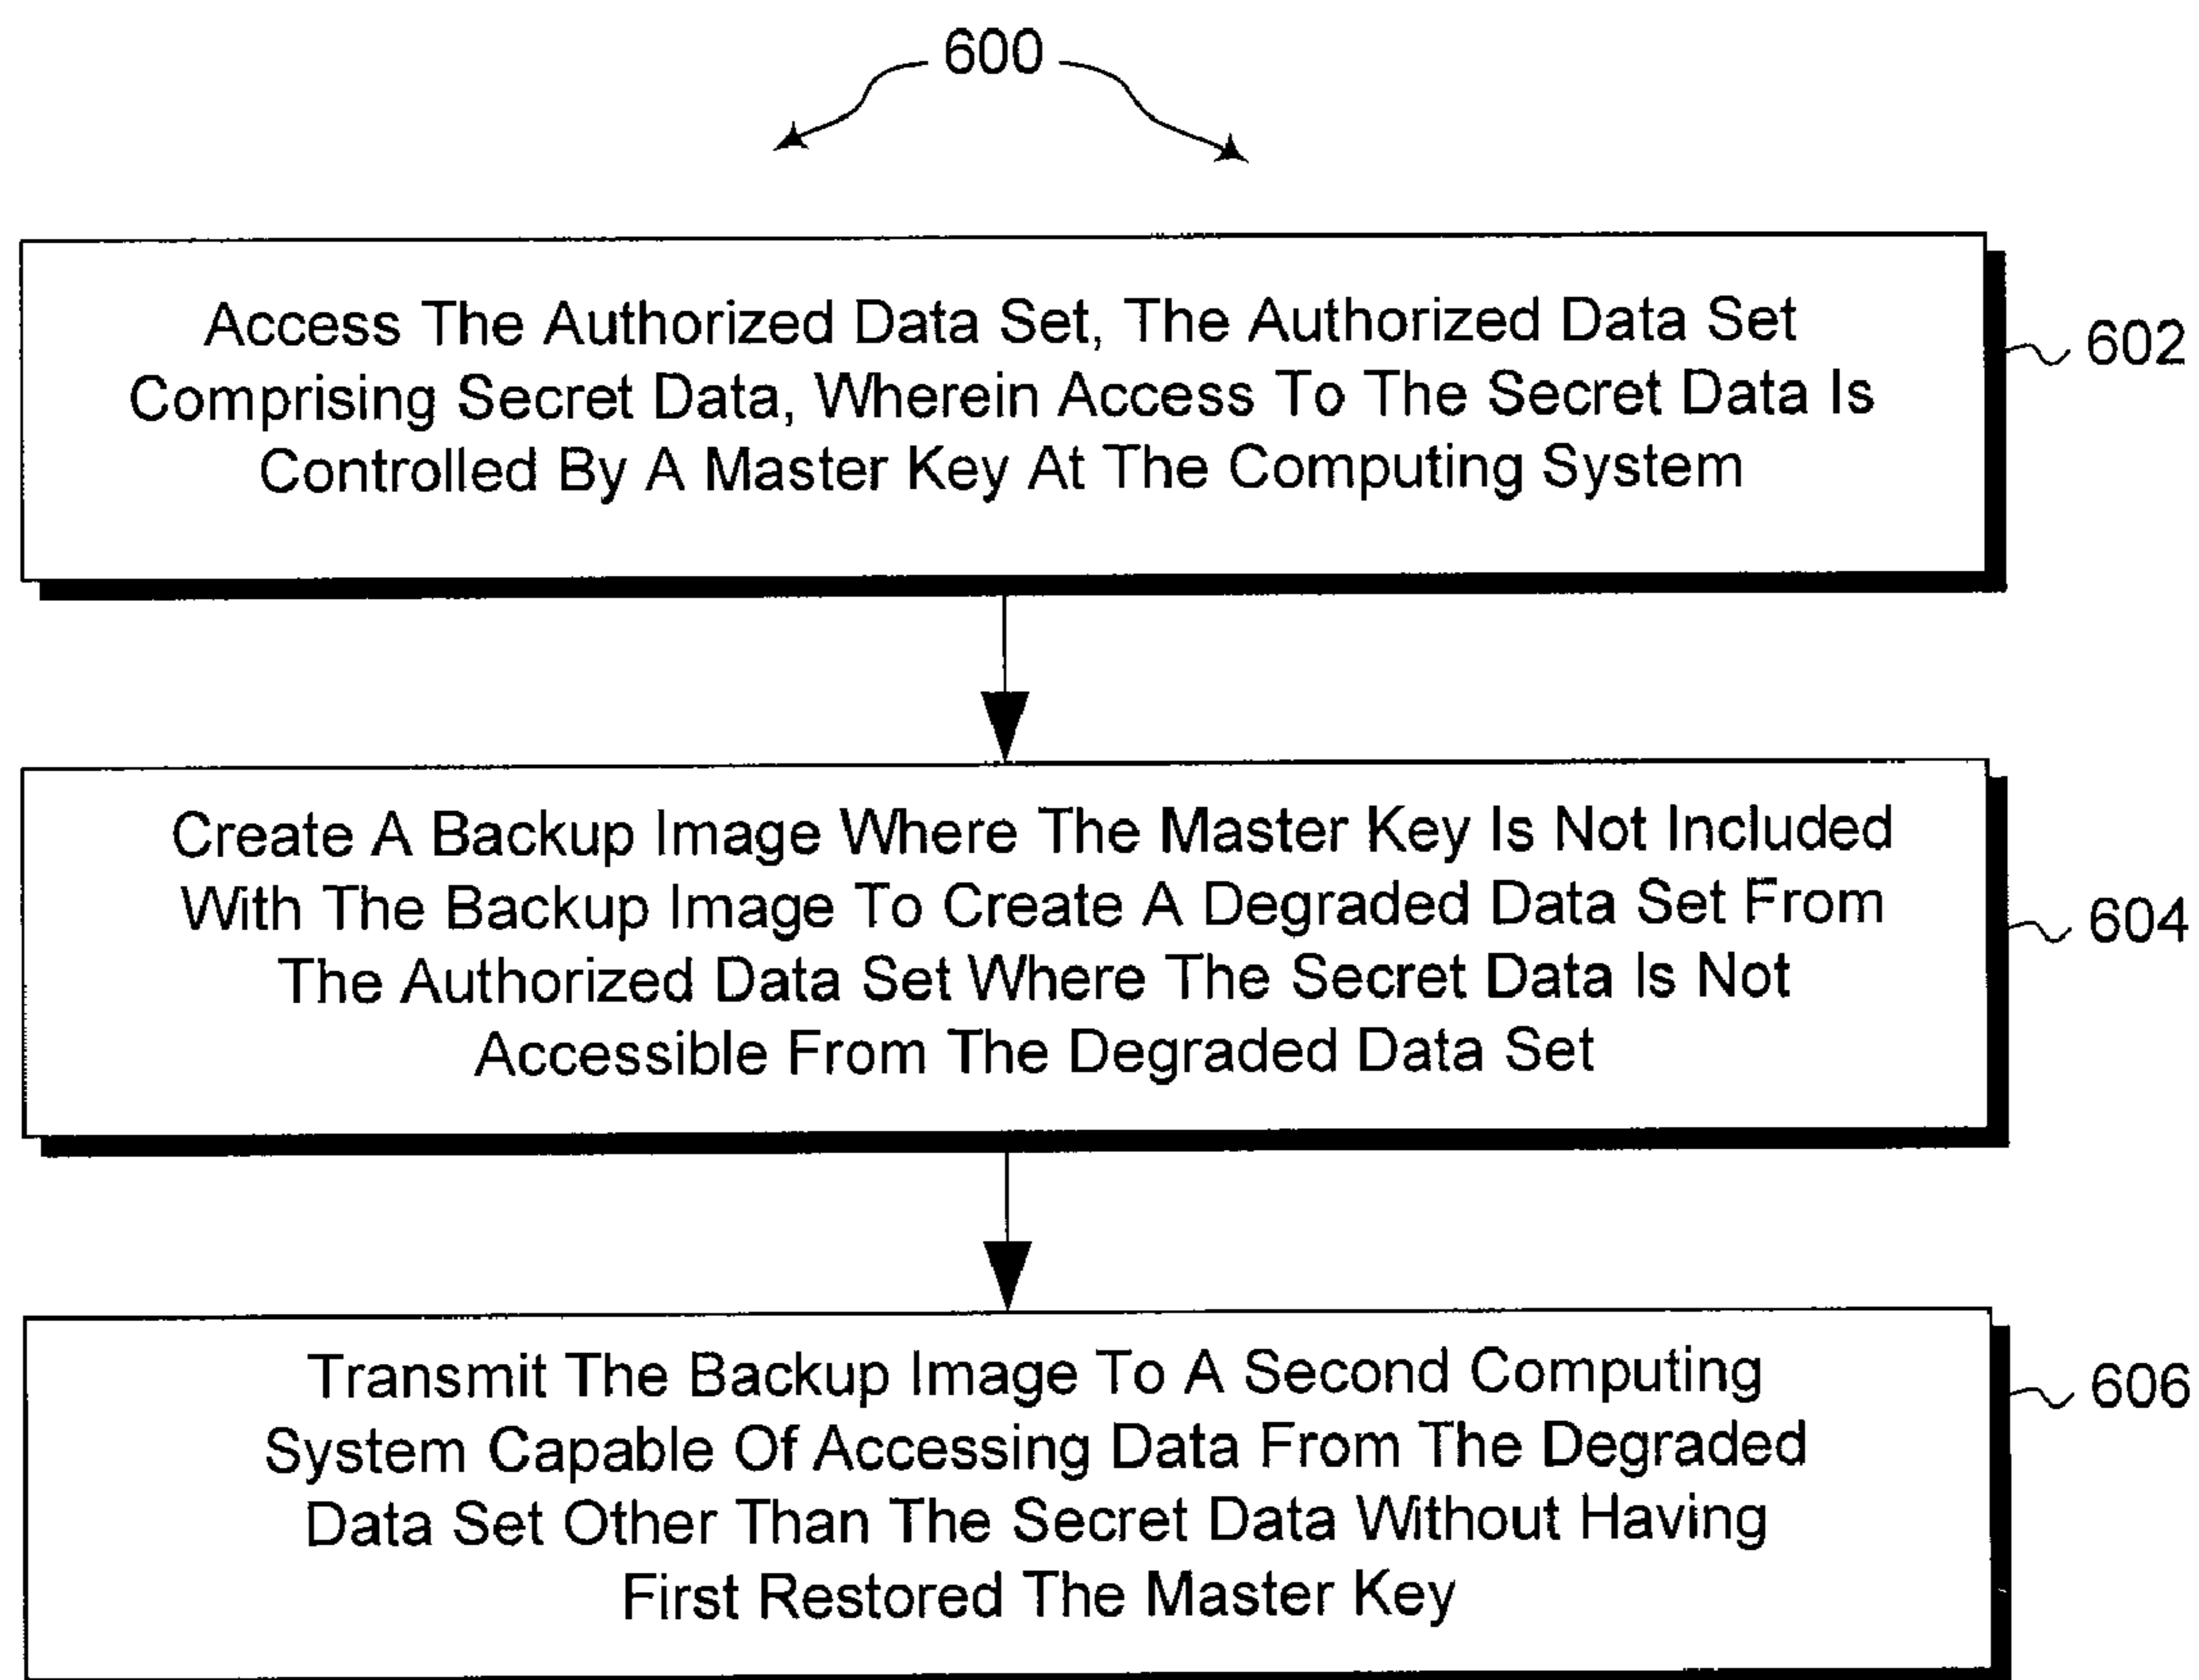 600
Access The Authorized Data Set, The Authorized Data Set
Comprising Secret Data, Wherein Access To The Secret Data Is
Controlled By A Master Key At The Computing System
602
Create A Backup Image Where The Master Key Is Not Included
With The Backup Image To Create A Degraded Data Set From
The Authorized Data Set Where The Secret Data Is Not
Accessible From The Degraded Data Set
604
Transmit The Backup Image To A Second Computing
System Capable Of Accessing Data From The Degraded
Data Set Other Than The Secret Data Without Having
First Restored The Master Key
606